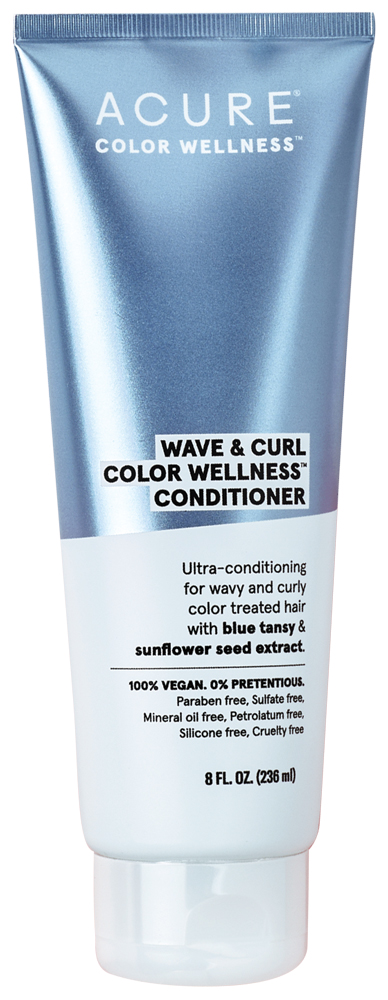 ACURE®
COLOR WELLNESS™
WAVE & CURL
COLOR WELLNESS™
CONDITIONER
Ultra-conditioning
for wavy and curly
color treated hair
with blue tansy &
sunflower seed extract.
100% VEGAN. 0% PRETENTIOUS.
Paraben free, Sulfate free,
Mineral oil free, Petrolatum free,
Silicone free, Cruelty free
8 FL. OZ. (236 ml)